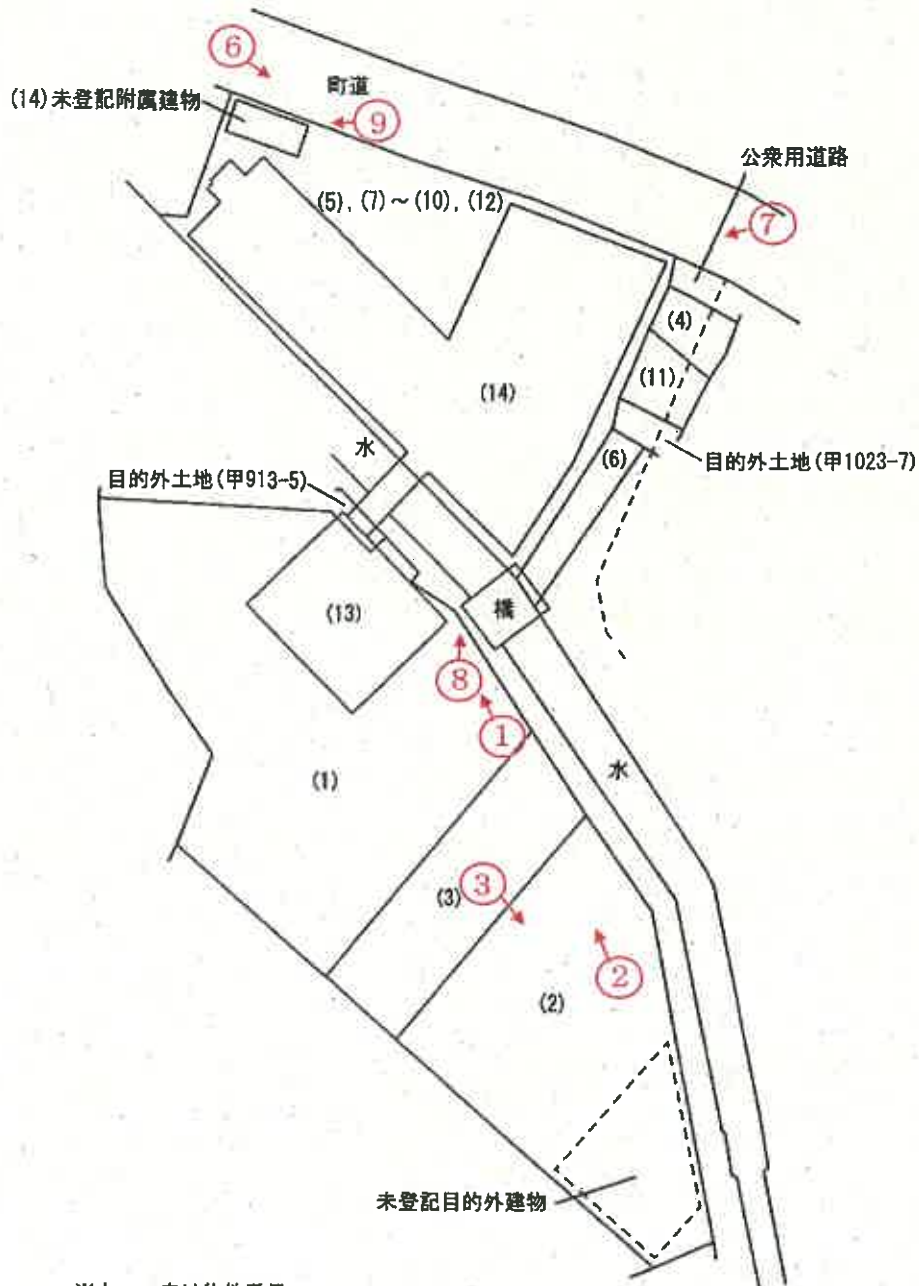 ⑥
町道
(14)未登記附属建物
⑨
公衆用道路
(5), (7)～(10), (12)
⑦
(4)
(11)
(14)
水
(6)
目的外土地(甲1023-7)
目的外土地(甲913-5)
橋
(13)
⑧
①
水
(1)
③
(3)
②
(2)
未登記目的外建物